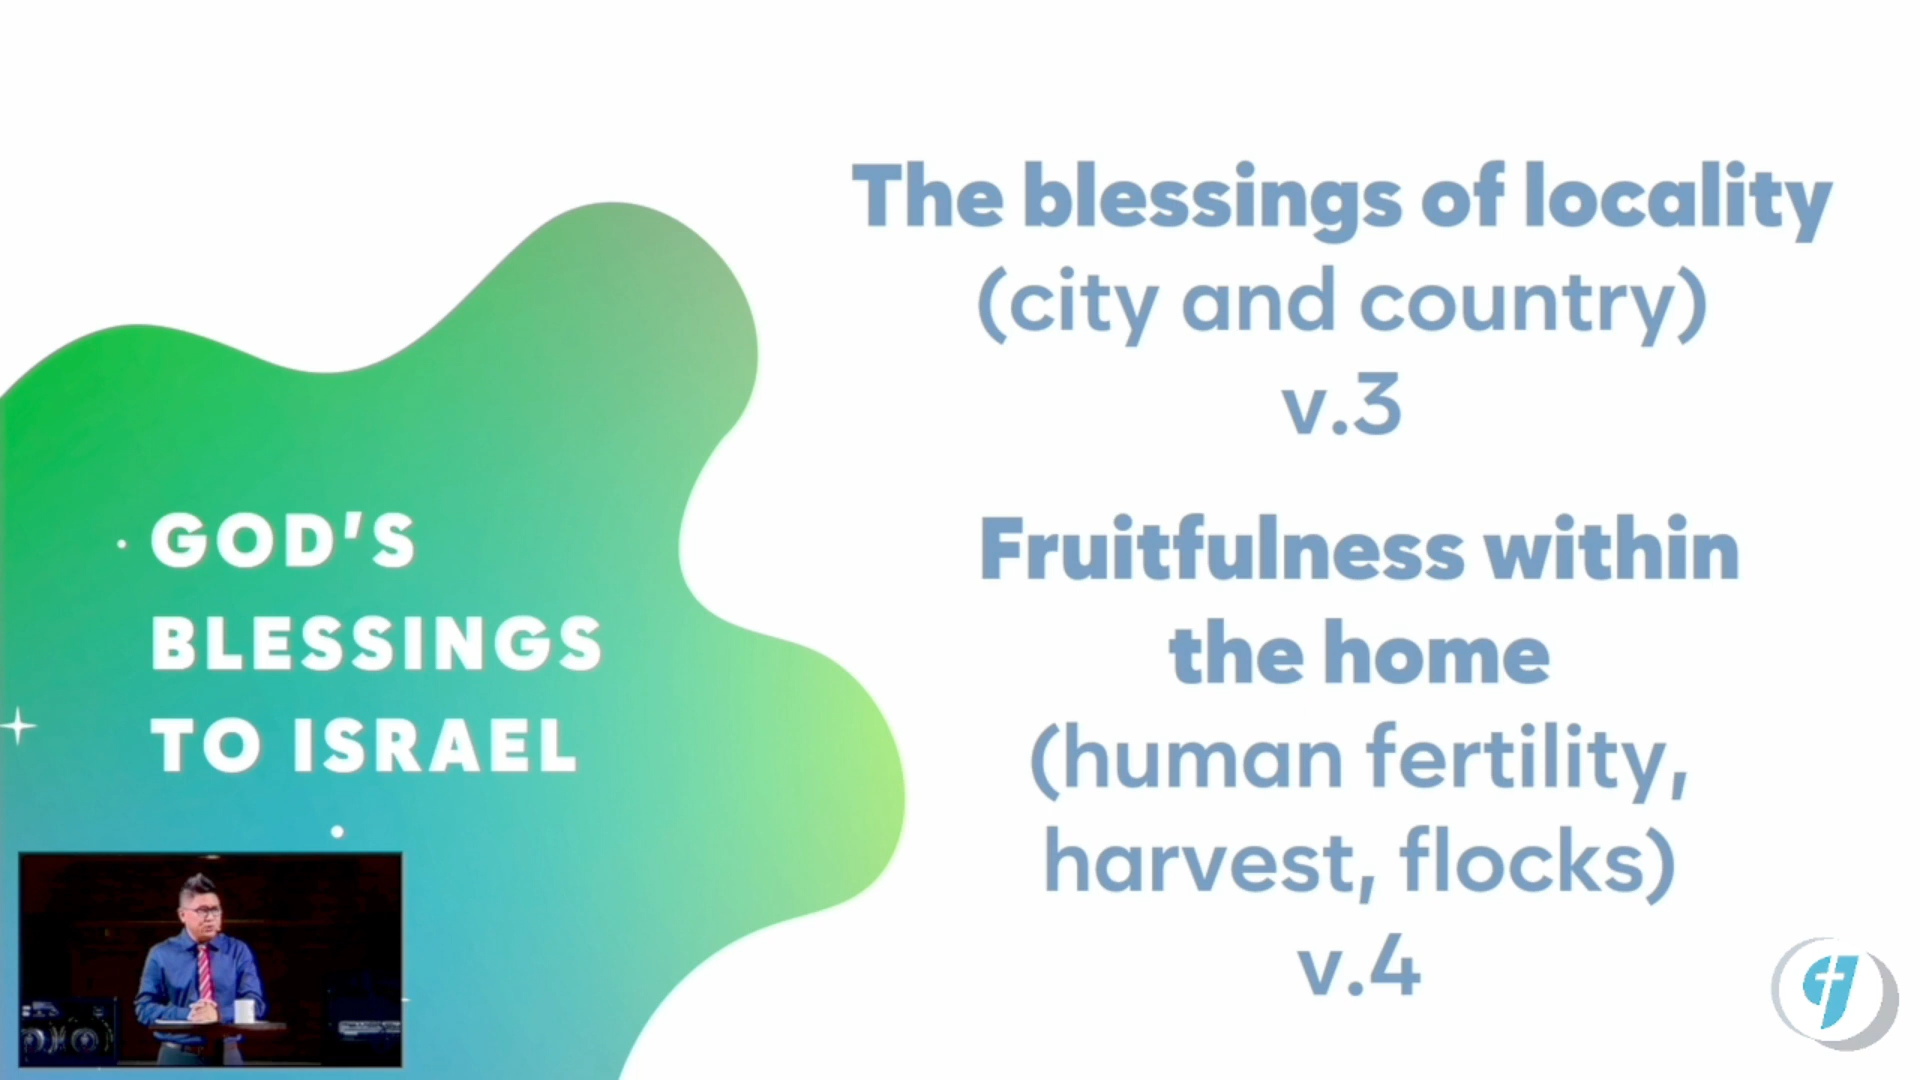 GOD'S
BLESSINGS
TO ISRAEL
The blessings of locality
(city and country)
v.3
Fruitfulness within
the home
(human fertility,
harvest, flocks)
v.4